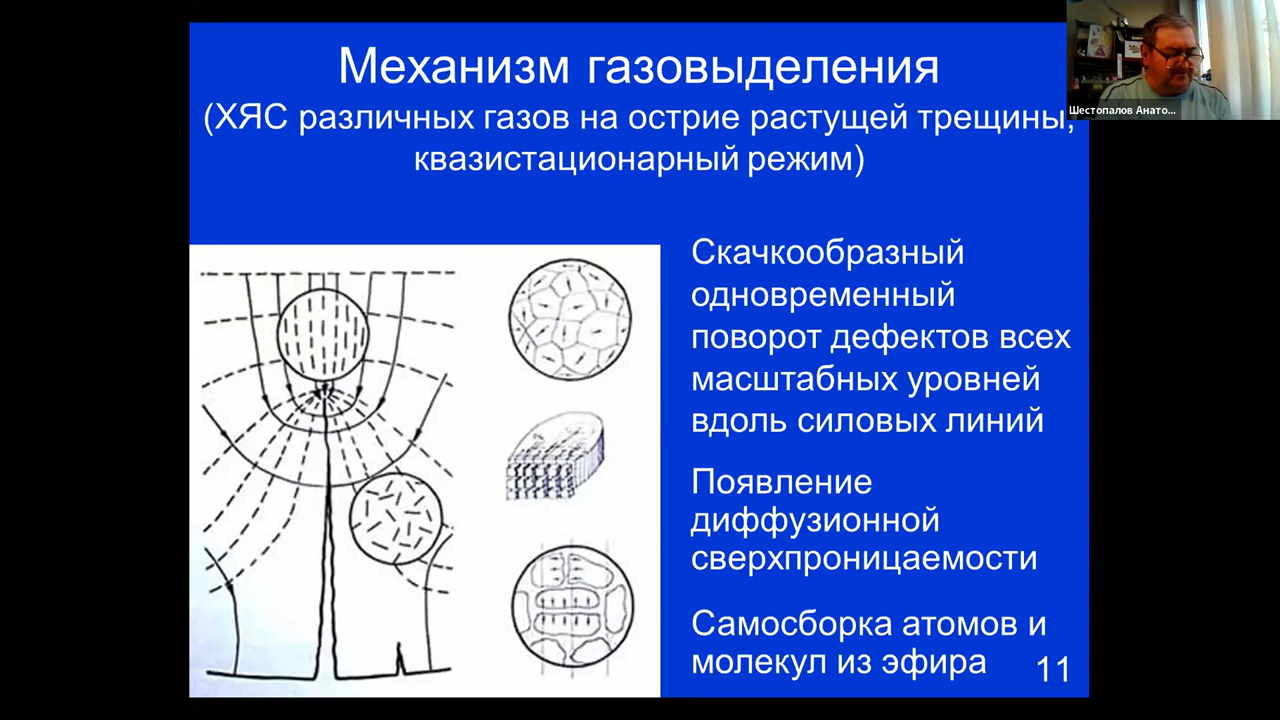 Механизм газовыделения
(ХЯС различных газов на острие растущей трещины,
квазистационарный режим)
Шестопалов Анато...
Скачкообразный
одновременный
поворот дефектов всех
масштабных уровней
вдоль силовых линий
Появление
диффузионной
сверхпроницаемости
Самосборка атомов и
молекул из эфира
11